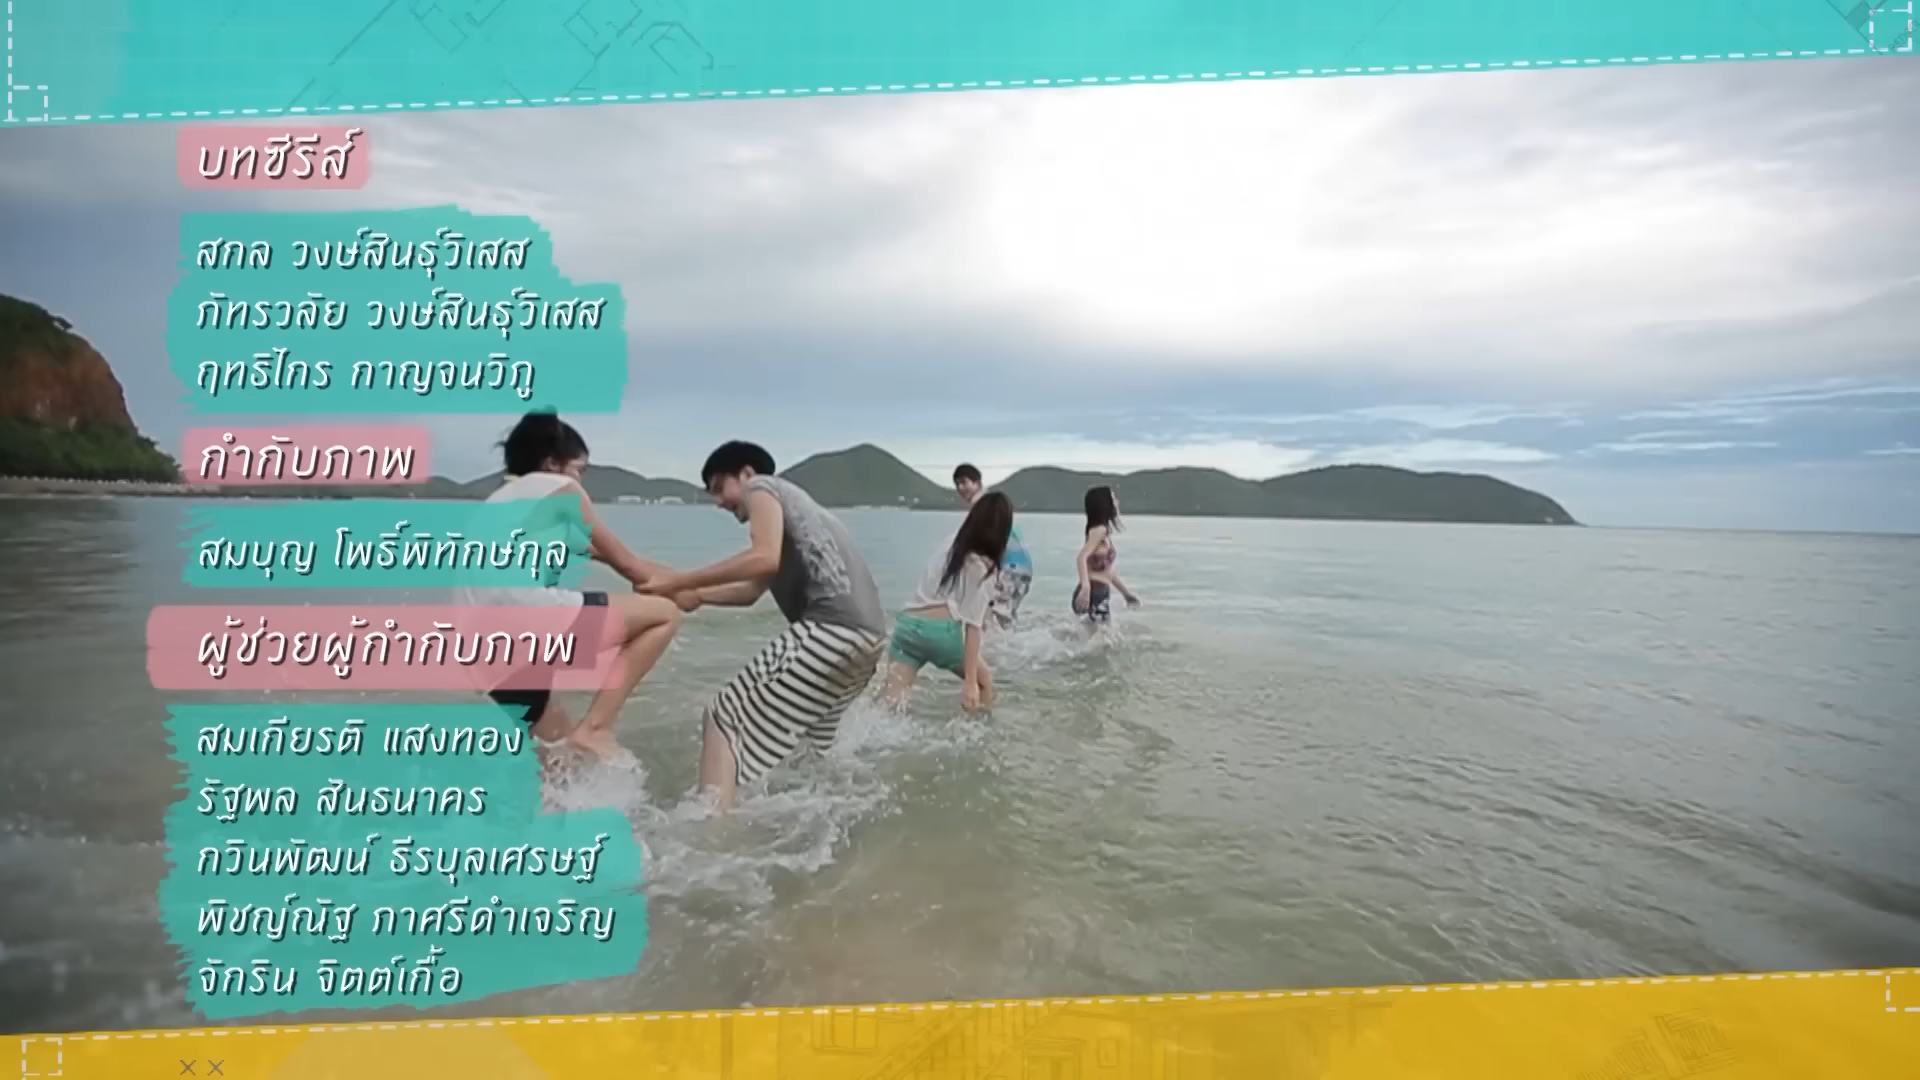 บทซีรีส์
สกล วงษ์สินธุ์วิเสส
ภัทรวลัย วงษ์สินธุ์วิเสส
ฤทธิไกร กาญจนวิภู
กำกับภาพ
สมบุญ โพธิ์พิทักษ์กุล
ผู้ช่วยผู้กำกับภาพ
สมเกียรติ แสงทอง
รัฐพล สันธนาคร
กวินพัฒน์ ธีรบุลเศรษฐ์
พิชญ์ณัฐ ภาศรีดำเจริญ
จักริน จิตต์เกื้อ